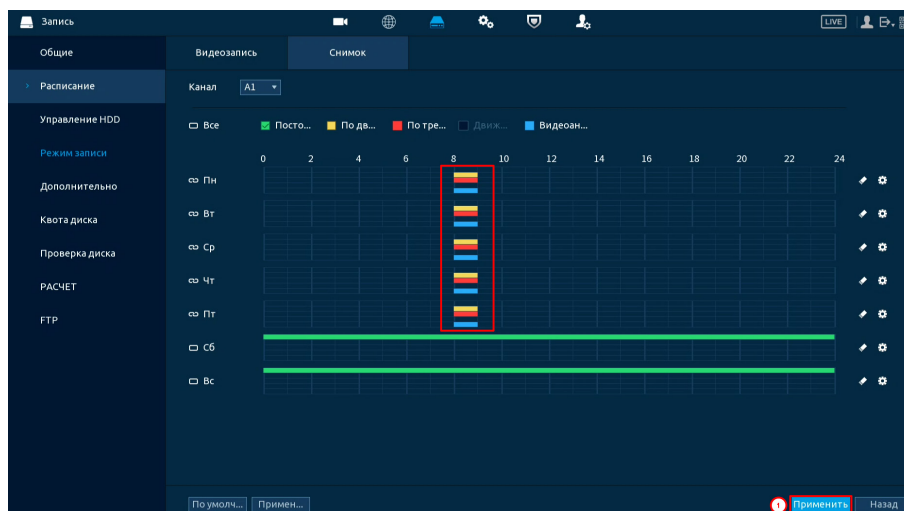 Запись LIVE
Общие Видеозапись Снимок
Расписание Канал A1
Управление HDD Все Посто... По дв... По тре... Движ... Видеоан...
Режим записи 0 2 4 6 8 10 12 14 16 18 20 22 24
Дополнительно Пн
Квота диска Вт
Проверка диска Ср
РАСЧЕТ Чт
FTP Пт
Сб
Вс
По умолч... Примен... 1 Применить Назад